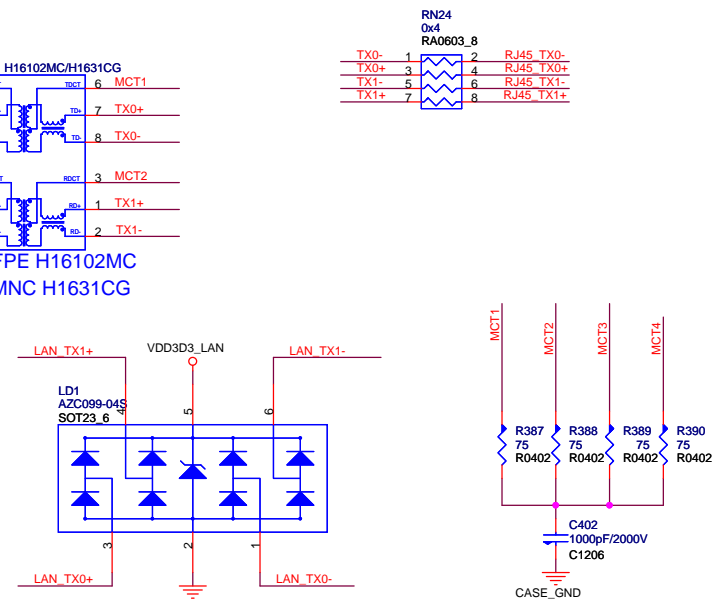 RN24
0x4
RA0603_8
TX0- 1 2 RJ45_TX0-
TX0+ 3 4 RJ45_TX0+
TX1- 5 6 RJ45_TX1-
TX1+ 7 8 RJ45_TX1+
H16102MC/H1631CG
TDCT 6 MCT1
TD+ 7 TX0+
TD- 8 TX0-
RDCT 3 MCT2
RD+ 1 TX1+
RD- 2 TX1-
FPE H16102MC
MNC H1631CG
LAN_TX1+
VDD3D3_LAN
LAN_TX1-
LD1
AZC099-04S
SOT23_6
4
5
6
3
2
1
LAN_TX0+
LAN_TX0-
MCT1
MCT2
MCT3
MCT4
R387
75
R0402
R388
75
R0402
R389
75
R0402
R390
75
R0402
C402
1000pF/2000V
C1206
CASE_GND